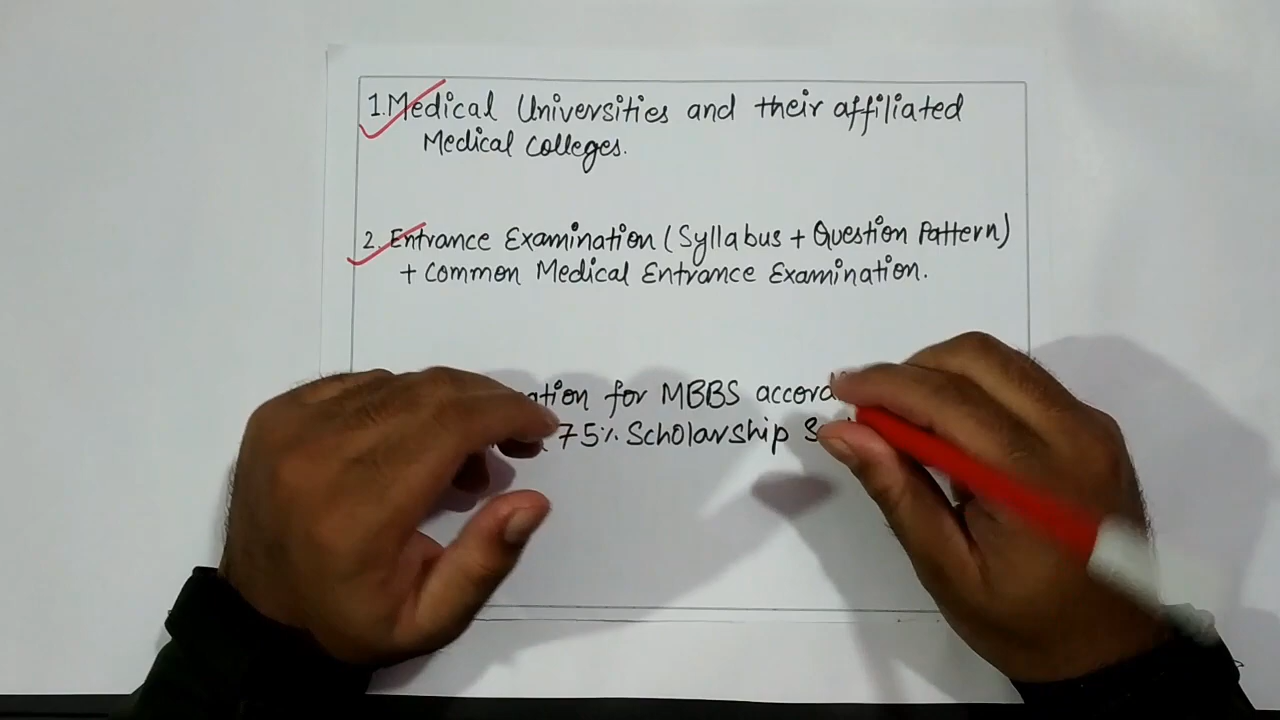 1. Medical Universities and their affiliated
Medical Colleges.
2. Entrance Examination (Syllabus + Question Pattern)
+ Common Medical Entrance Examination.
for MBBS
75% Scholarship